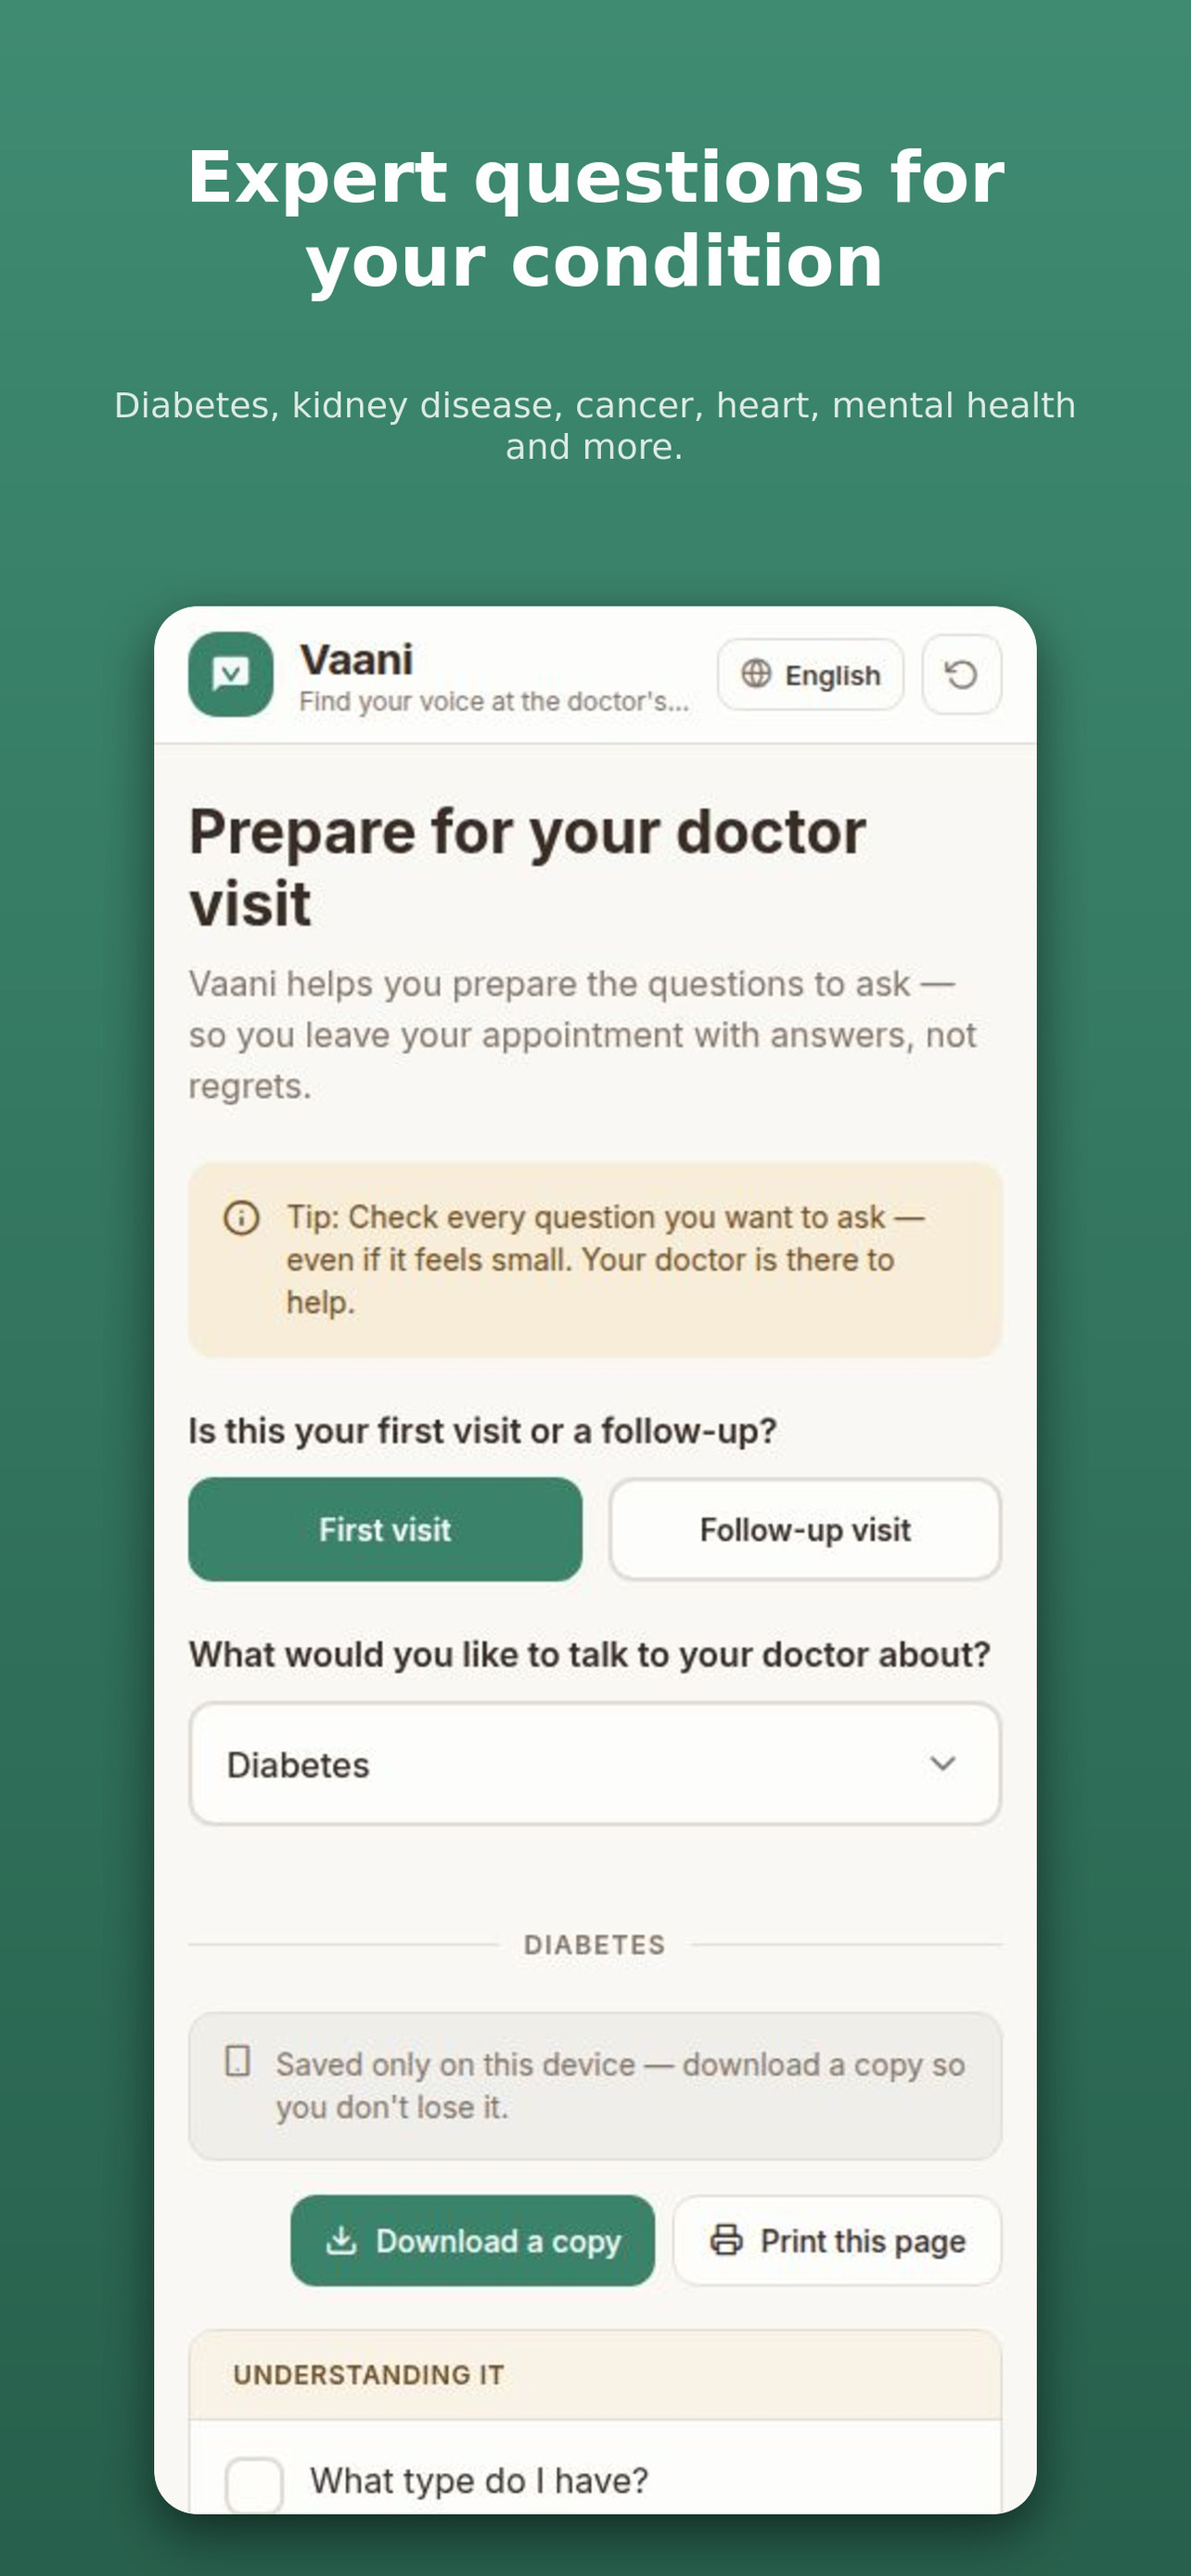 Expert questions for
your condition
Diabetes, kidney disease, cancer, heart, mental health
and more.
Vaani
Find your voice at the doctor's...
English
Prepare for your doctor
visit
Vaani helps you prepare the questions to ask —
so you leave your appointment with answers, not
regrets.
Tip: Check every question you want to ask —
even if it feels small. Your doctor is there to
help.
Is this your first visit or a follow-up?
First visit
Follow-up visit
What would you like to talk to your doctor about?
Diabetes
DIABETES
Saved only on this device — download a copy so
you don't lose it.
Download a copy
Print this page
UNDERSTANDING IT
What type do I have?